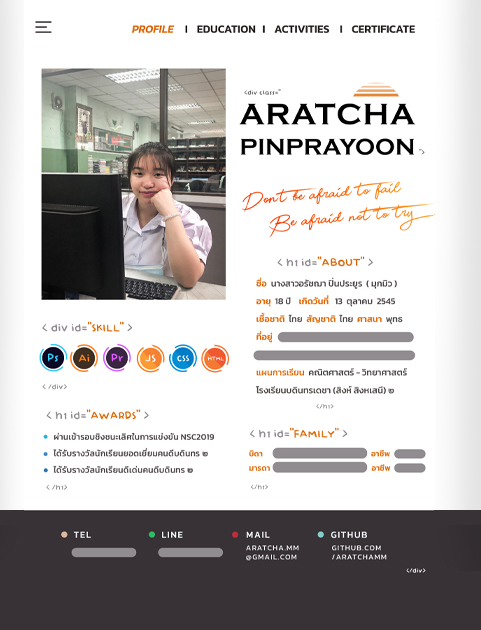 PROFILE I EDUCATION I ACTIVITIES I CERTIFICATE
<div class="
ARATCHA
PINPRAYOON
">
Don't be afraid to fail
Be afraid not to try
<h1 id="ABOUT" >
ชื่อ นางสาวอรัชฌา ปิ่นประยูร ( มุกมิว )
อายุ 18 ปี เกิดวันที่ 13 ตุลาคม 2545
เชื้อชาติ ไทย สัญชาติ ไทย ศาสนา พุทธ
ที่อยู่
แผนการเรียน คณิตศาสตร์ - วิทยาศาสตร์
โรงเรียนบดินทรเดชา (สิงห์ สิงหเสนี) ๒
</h1>
<div id="SKILL" >
Ps Ai Pr JS CSS HTML
</div>
<h1 id="AWARDS" >
ผ่านเข้ารอบชิงชนะเลิศในการแข่งขัน NSC2019
ได้รับรางวัลนักเรียนยอดเยี่ยมคนดีบดินทร ๒
ได้รับรางวัลนักเรียนดีเด่นคนดีบดินทร ๒
</h1>
<h1 id="FAMILY" >
บิดา อาชีพ
มารดา อาชีพ
</h1>
TEL
LINE
MAIL
ARATCHA.MM
@GMAIL.COM
GITHUB
GITHUB.COM
/ARATCHAMM
</div>